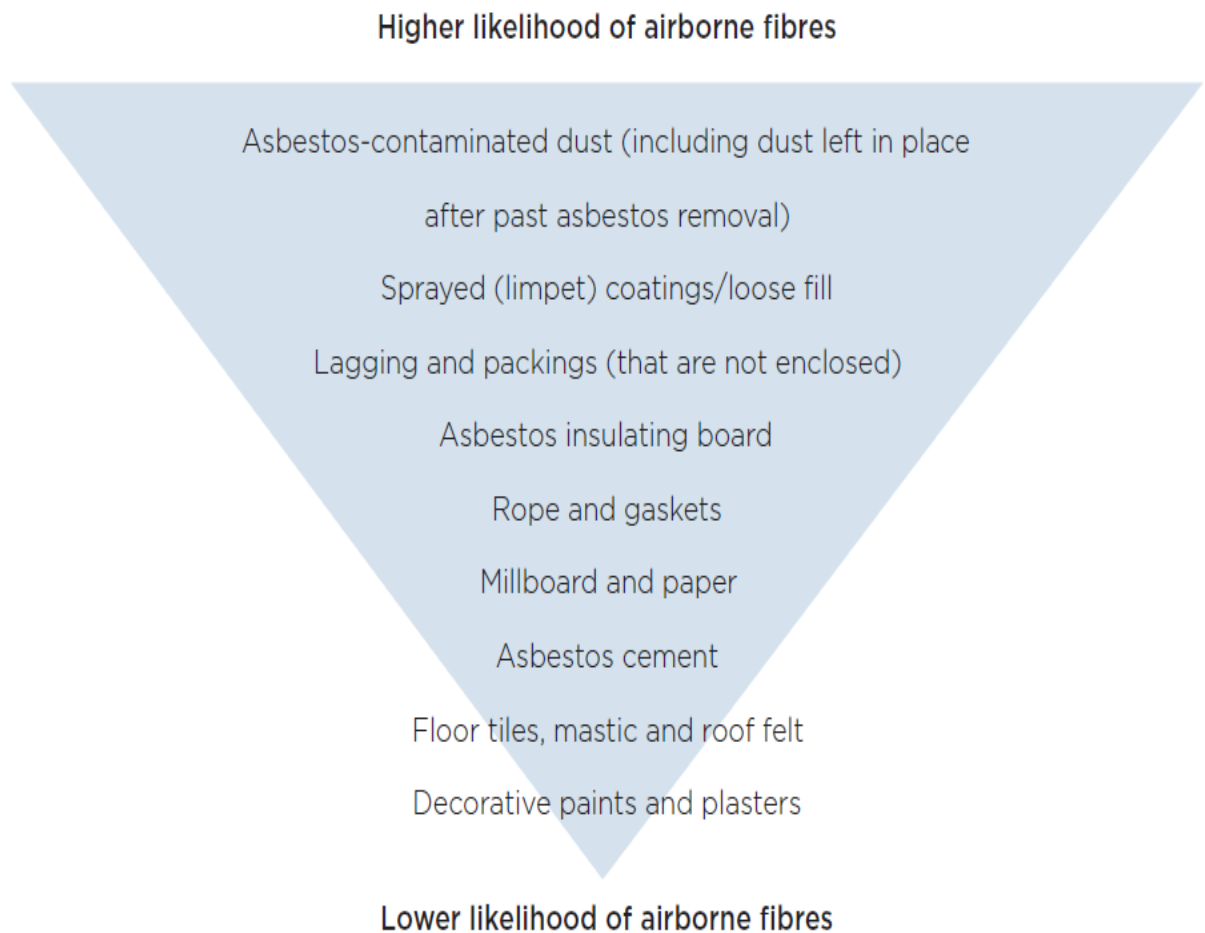 Higher likelihood of airborne fibres
Asbestos-contaminated dust (including dust left in place
after past asbestos removal)
Sprayed (limpet) coatings/loose fill
Lagging and packings (that are not enclosed)
Asbestos insulating board
Rope and gaskets
Millboard and paper
Asbestos cement
Floor tiles, mastic and roof felt
Decorative paints and plasters
Lower likelihood of airborne fibres